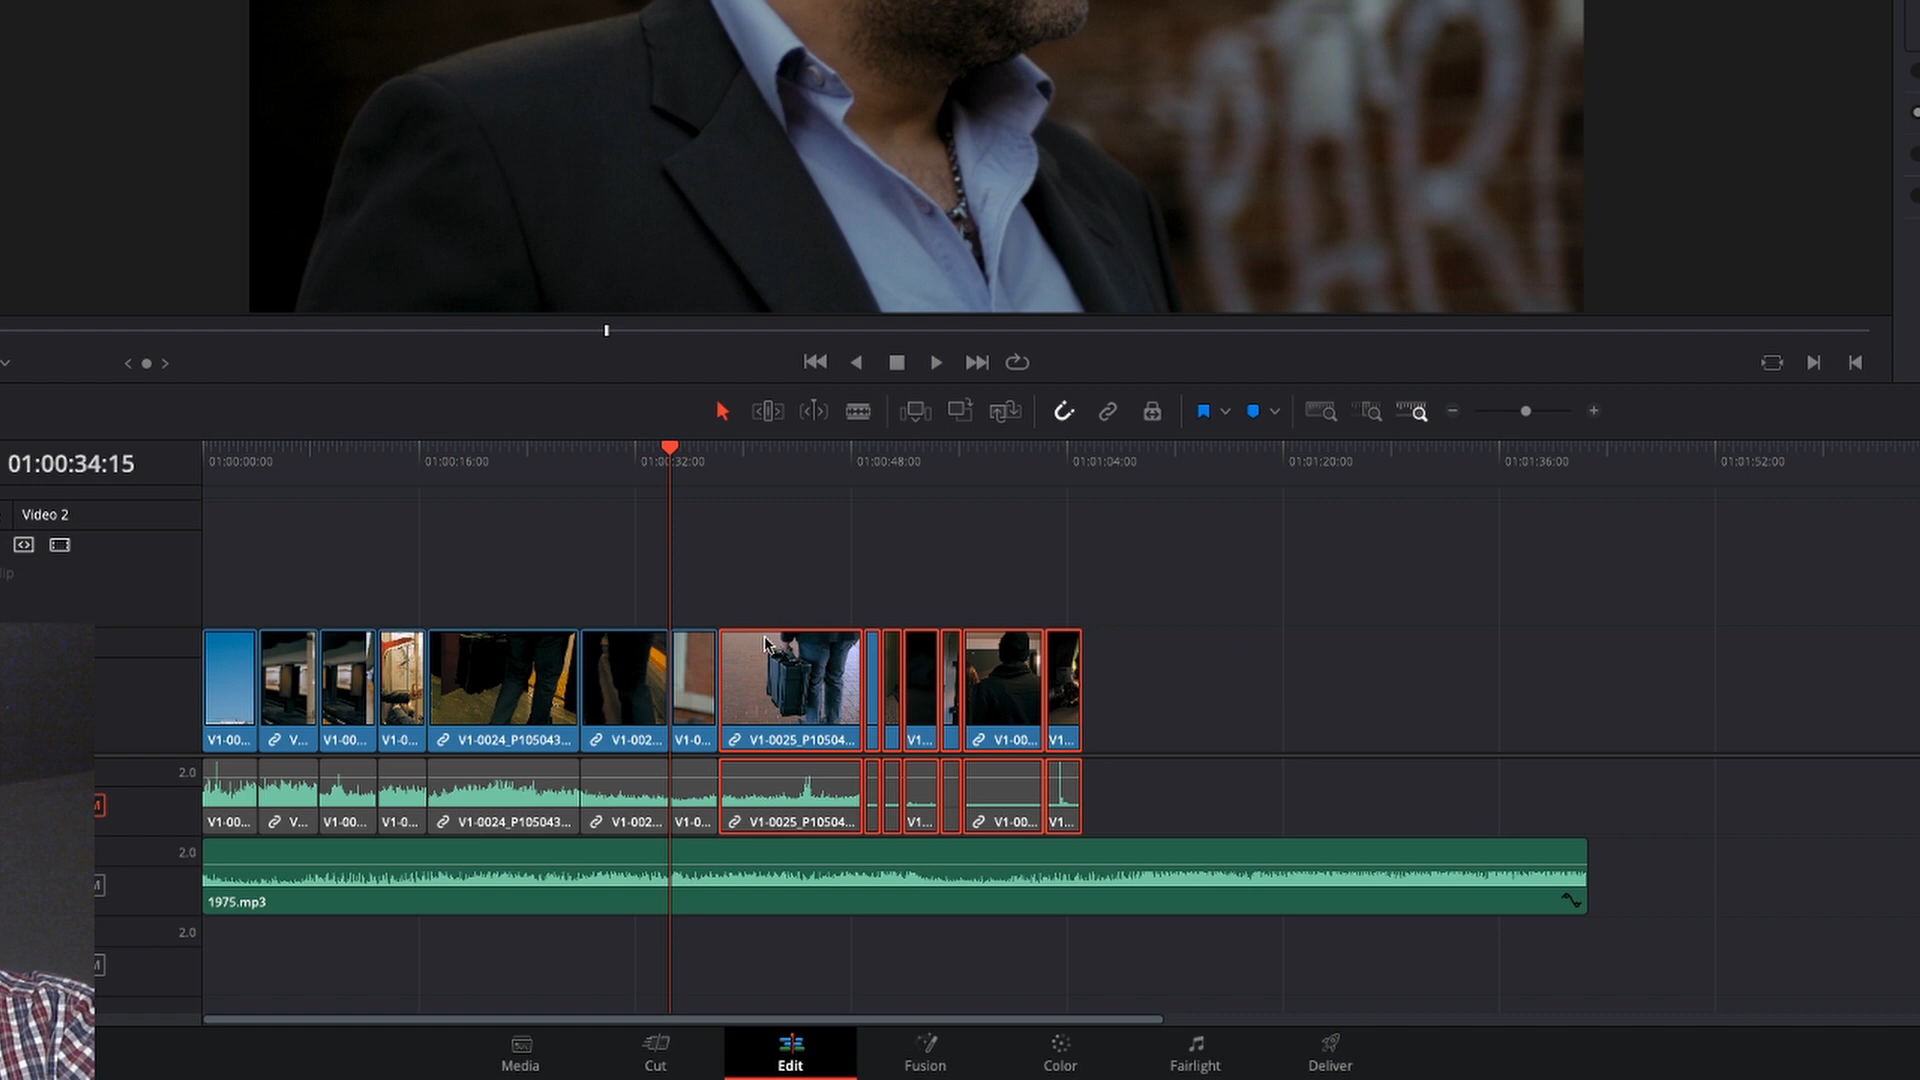 01:00:34:15
01:00:00:00
01:00:16:00
01:00:32:00
01:00:48:00
01:01:04:00
01:01:20:00
01:01:36:00
01:01:52:00
Video 2
V1-00...
V...
V1-00...
V1-0...
V1-0024_P105043...
V1-002...
V1-0...
V1-0025_P10504...
V1...
V1-00...
V1...
2.0
M
V1-00...
V...
V1-00...
V1-0...
V1-0024_P105043...
V1-002...
V1-0...
V1-0025_P10504...
V1...
V1-00...
V1...
2.0
M
1975.mp3
2.0
M
Media
Cut
Edit
Fusion
Color
Fairlight
Deliver